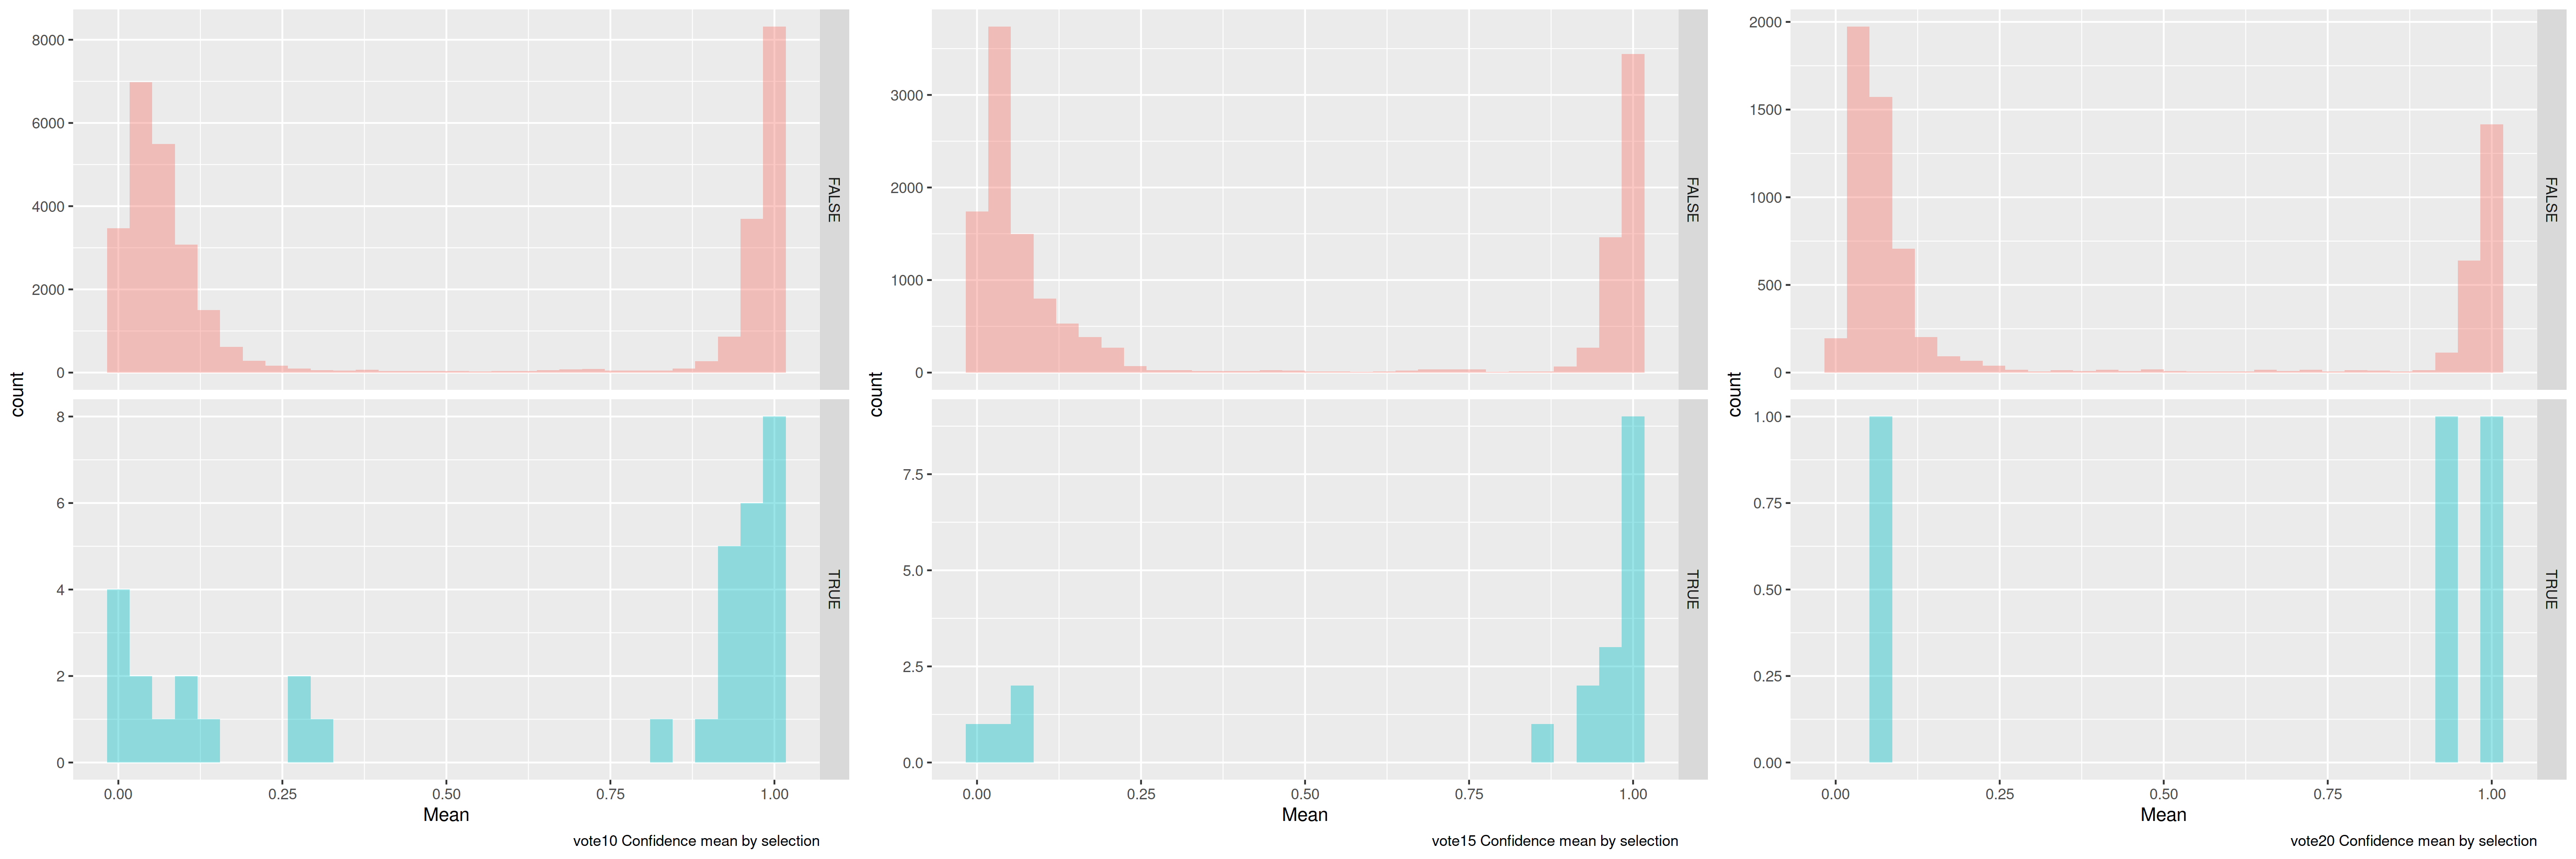 count
8000
6000
4000
2000
0
FALSE
8
6
4
2
0
TRUE
0.00 0.25 0.50 0.75 1.00
Mean
vote10 Confidence mean by selection
count
3000
2000
1000
0
FALSE
7.5
5.0
2.5
0.0
TRUE
0.00 0.25 0.50 0.75 1.00
Mean
vote15 Confidence mean by selection
count
2000
1500
1000
500
0
FALSE
1.00
0.75
0.50
0.25
0.00
TRUE
0.00 0.25 0.50 0.75 1.00
Mean
vote20 Confidence mean by selection